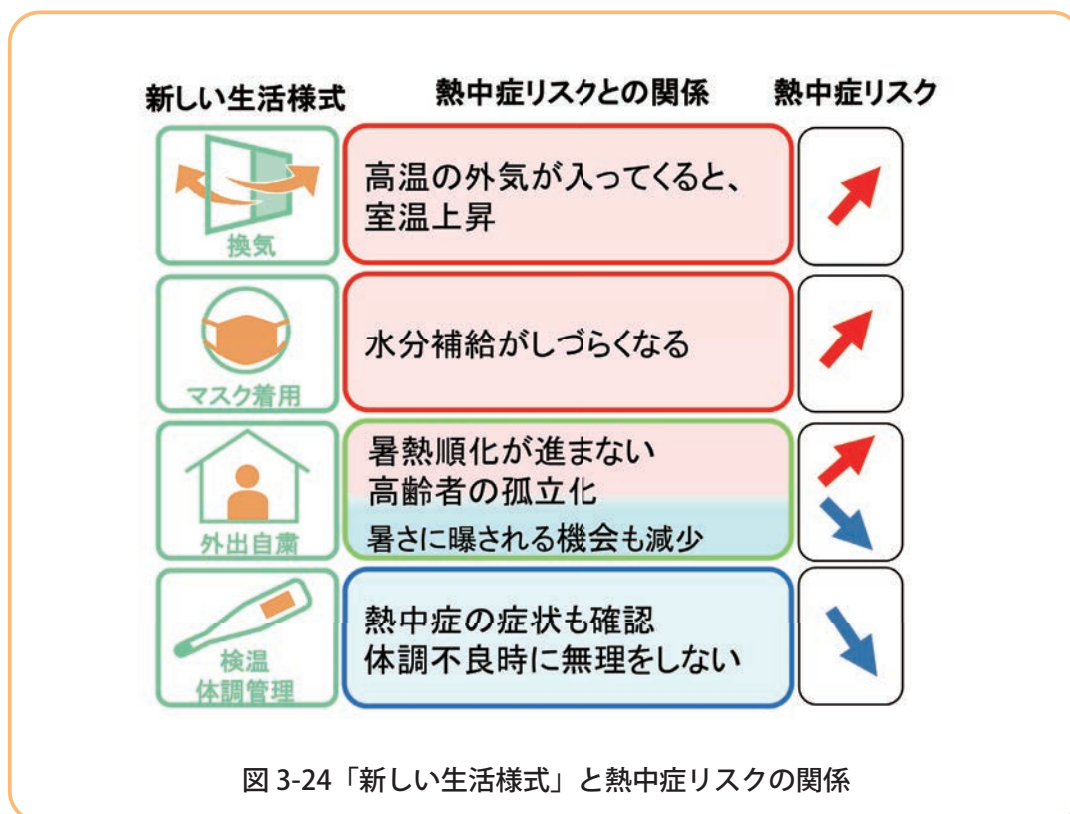 新しい生活様式
熱中症リスクとの関係
熱中症リスク
換気
高温の外気が入ってくると、
室温上昇
マスク着用
水分補給がしづらくなる
外出自粛
暑熱順化が進まない
高齢者の孤立化
暑さに曝される機会も減少
検温
体調管理
熱中症の症状も確認
体調不良時に無理をしない
図 3-24「新しい生活様式」と熱中症リスクの関係